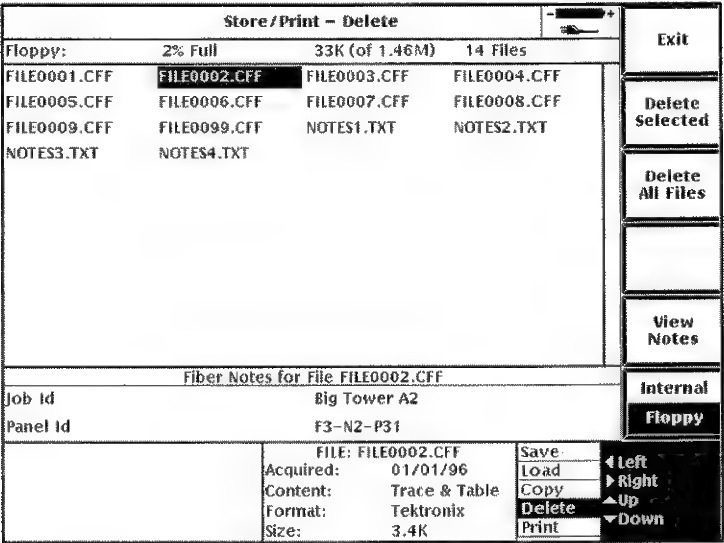 Store/Print – Delete
- +
Floppy: 2% Full 33K (of 1.46M) 14 Files
FILE0001.CFF FILE0002.CFF FILE0003.CFF FILE0004.CFF
FILE0005.CFF FILE0006.CFF FILE0007.CFF FILE0008.CFF
FILE0009.CFF FILE0099.CFF NOTES1.TXT NOTES2.TXT
NOTES3.TXT NOTES4.TXT
Fiber Notes for File FILE0002.CFF
Job Id Big Tower A2
Panel Id F3-N2-P31
FILE: FILE0002.CFF
Acquired: 01/01/96
Content: Trace & Table
Format: Tektronix
Size: 3.4K
Save
Load
Copy
Delete
Print
Exit
Delete
Selected
Delete
All Files
View
Notes
Internal
Floppy
Left
Right
Up
Down